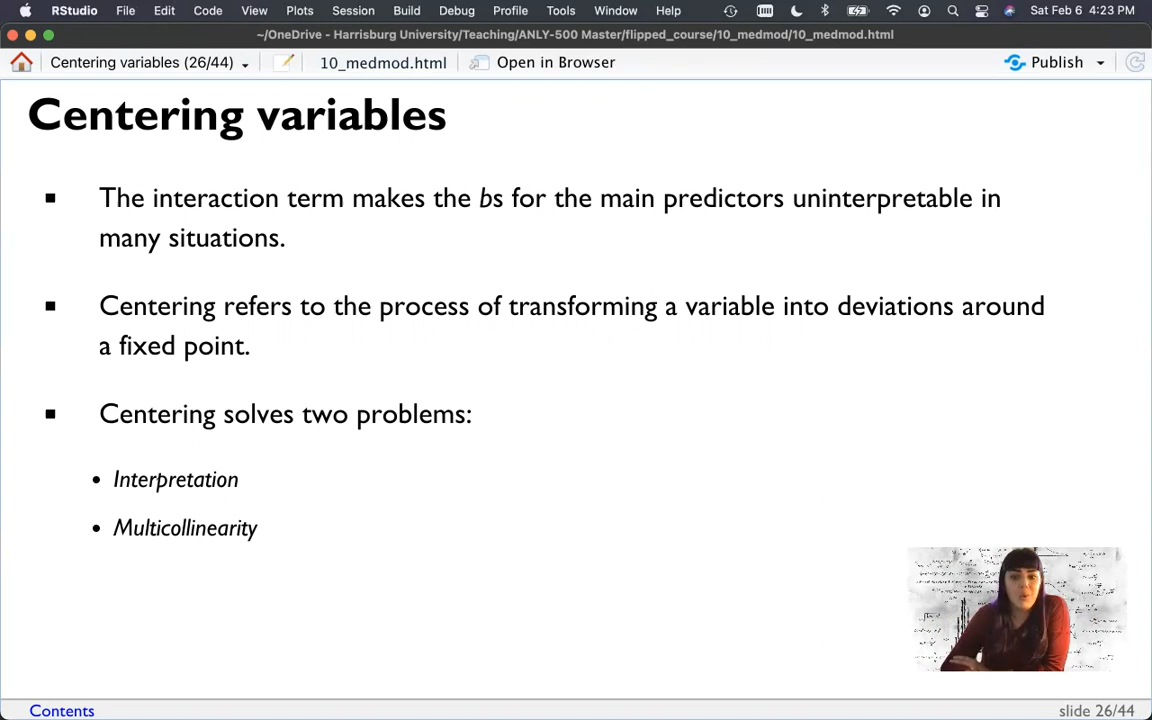 RStudio File Edit Code View Plots Session Build Debug Profile Tools Window Help Sat Feb 6 4:23 PM
~/OneDrive - Harrisburg University/Teaching/ANLY-500 Master/flipped_course/10_medmod/10_medmod.html
Centering variables (26/44) 10_medmod.html Open in Browser Publish
Centering variables
The interaction term makes the bs for the main predictors uninterpretable in
many situations.
Centering refers to the process of transforming a variable into deviations around
a fixed point.
Centering solves two problems:
Interpretation
Multicollinearity
Contents slide 26/44